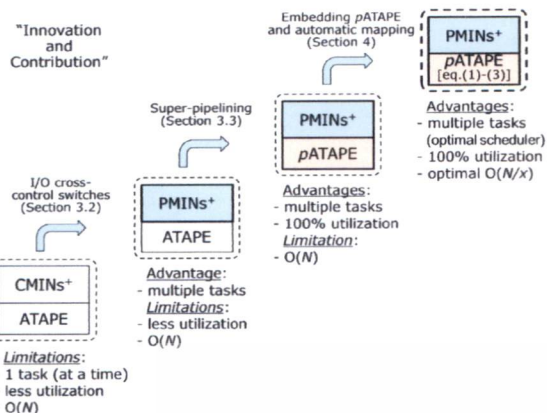 "Innovation
and
Contribution"
Embedding pATAPE
and automatic mapping
(Section 4)
PMINs⁺
pATAPE
[eq.(1)-(3)]
Advantages:
- multiple tasks
(optimal scheduler)
- 100% utilization
- optimal O(N/x)
Super-pipelining
(Section 3.3)
PMINs⁺
pATAPE
Advantages:
- multiple tasks
- 100% utilization
Limitation:
- O(N)
I/O cross-
control switches
(Section 3.2)
PMINs⁺
ATAPE
Advantage:
- multiple tasks
Limitations:
- less utilization
- O(N)
CMINs⁺
ATAPE
Limitations:
1 task (at a time)
less utilization
O(N)